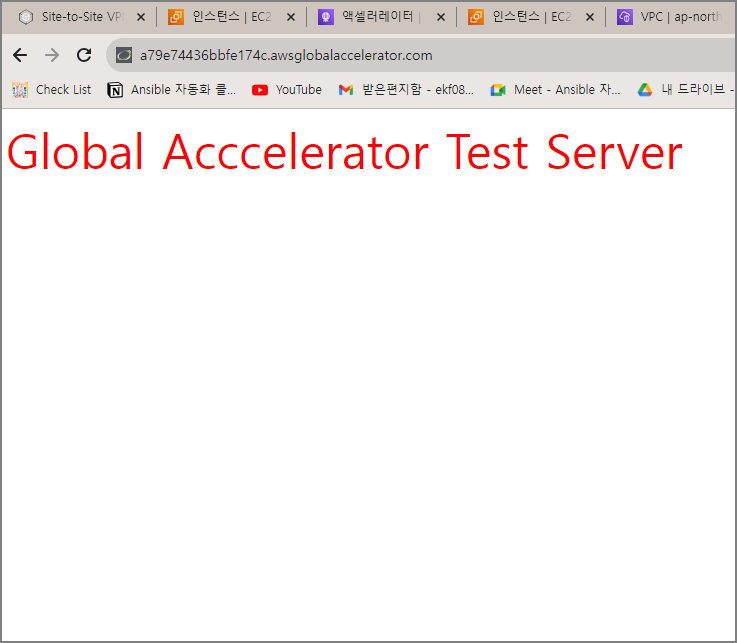 Site-to-Site VP 인스턴스 | EC2 액셀러레이터 | 인스턴스 | EC2 VPC | ap-north
a79e74436bbfe174c.awsglobalaccelerator.com
Check List Ansible 자동화 클... YouTube 받은편지함 - ekf08... Meet - Ansible 자... 내 드라이브 -
Global Acccelerator Test Server